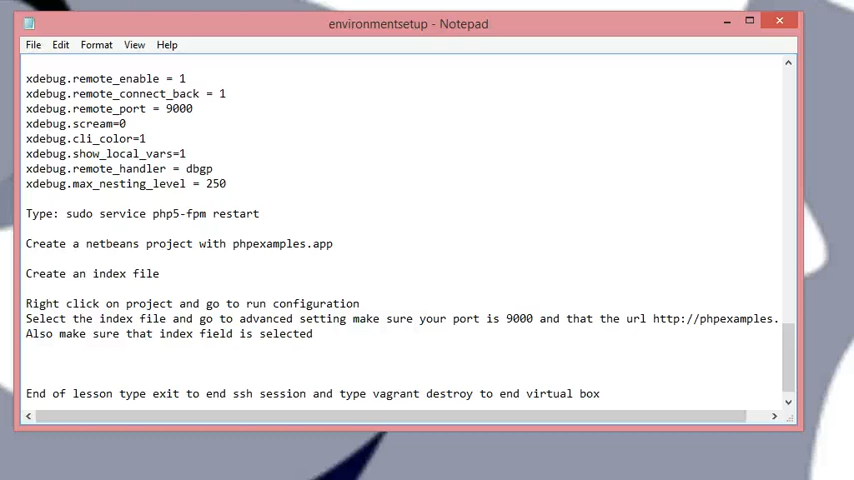 environmentsetup - Notepad
File Edit Format View Help
xdebug.remote_enable = 1
xdebug.remote_connect_back = 1
xdebug.remote_port = 9000
xdebug.scream=0
xdebug.cli_color=1
xdebug.show_local_vars=1
xdebug.remote_handler = dbgp
xdebug.max_nesting_level = 250
Type: sudo service php5-fpm restart
Create a netbeans project with phpexamples.app
Create an index file
Right click on project and go to run configuration
Select the index file and go to advanced setting make sure your port is 9000 and that the url http://phpexamples.
Also make sure that index field is selected
End of lesson type exit to end ssh session and type vagrant destroy to end virtual box